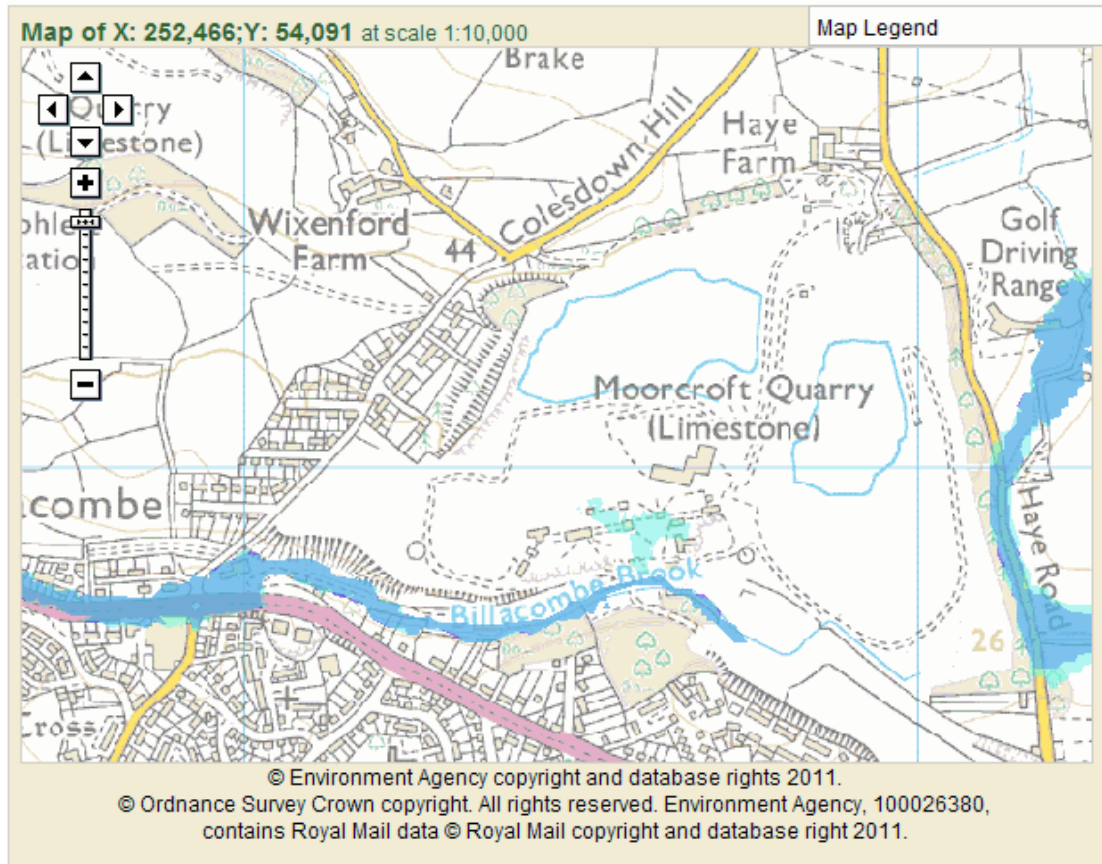 Map of X: 252,466;Y: 54,091 at scale 1:10,000
Map Legend
Brake
Quarry
(Limestone)
Colesdown Hill
Haye
Farm
Wixenford
Farm
44
Golf
Driving
Range
Moorcroft Quarry
(Limestone)
acombe
Billacombe Brook
Haye Road
26
Cross
© Environment Agency copyright and database rights 2011.
© Ordnance Survey Crown copyright. All rights reserved. Environment Agency, 100026380,
contains Royal Mail data © Royal Mail copyright and database right 2011.